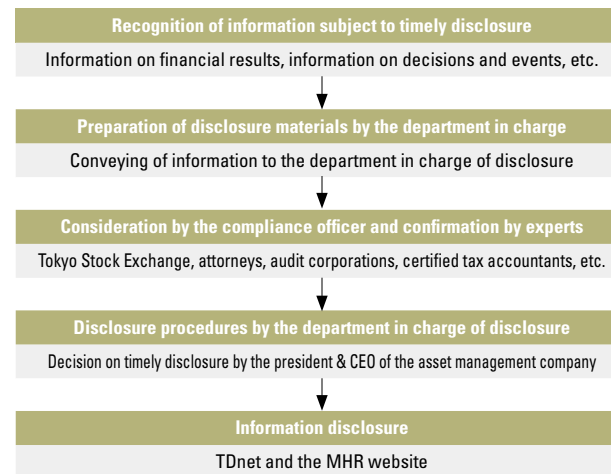 Recognition of information subject to timely disclosure
Information on financial results, information on decisions and events, etc.
Preparation of disclosure materials by the department in charge
Conveying of information to the department in charge of disclosure
Consideration by the compliance officer and confirmation by experts
Tokyo Stock Exchange, attorneys, audit corporations, certified tax accountants, etc.
Disclosure procedures by the department in charge of disclosure
Decision on timely disclosure by the president & CEO of the asset management company
Information disclosure
TDnet and the MHR website